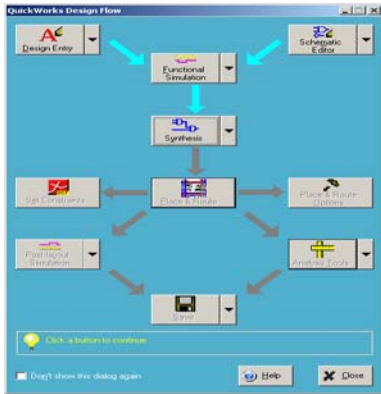 QuickWorks Design Flow
Design Entry
Schematic
Editor
Functional
Simulation
Synthesis
Set Constraints
Place & Route
Place & Route
Options
Post-layout
Simulation
Analysis Tools
Save
Click a button to continue
Don't show this dialog again
Help
Close